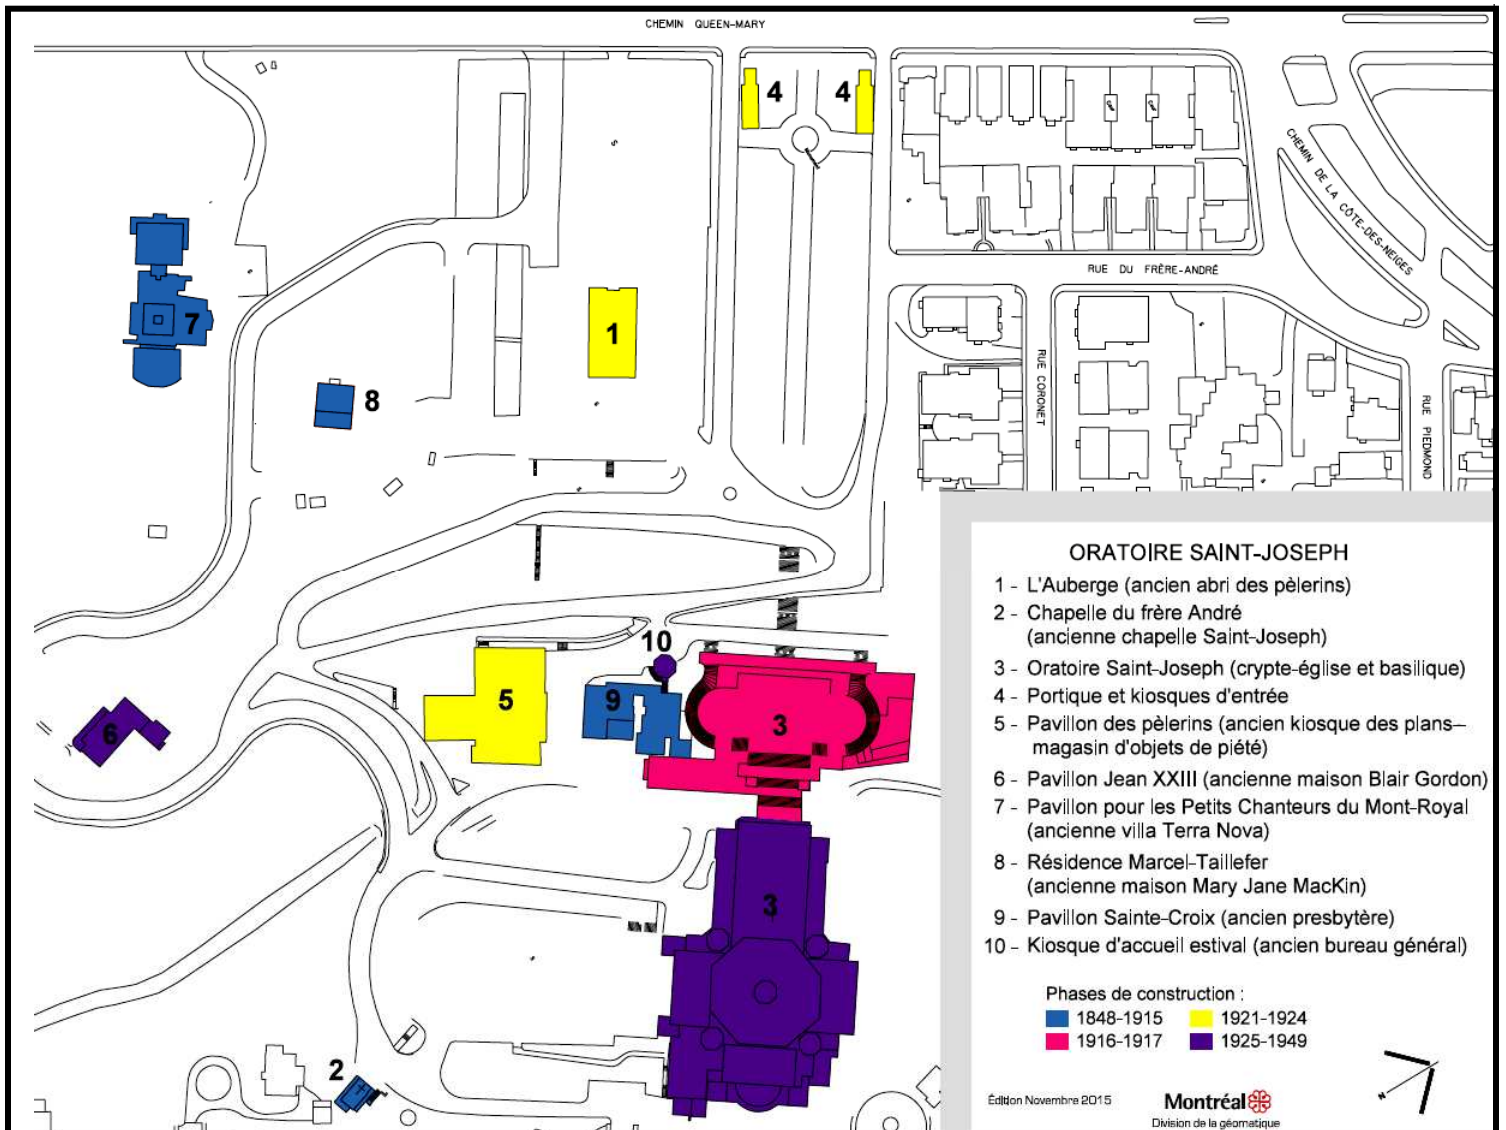 CHEMIN QUEEN-MARY
4
4
CHEMIN DE LA CÔTE-DES-NEIGES
RUE DU FRÈRE-ANDRÉ
7
1
8
RUE CORONET
RUE PIEDMOND
10
5
9
3
6
3
2
ORATOIRE SAINT-JOSEPH
1 - L'Auberge (ancien abri des pèlerins)
2 - Chapelle du frère André
(ancienne chapelle Saint-Joseph)
3 - Oratoire Saint-Joseph (crypte-église et basilique)
4 - Portique et kiosques d'entrée
5 - Pavillon des pèlerins (ancien kiosque des plans–
magasin d'objets de piété)
6 - Pavillon Jean XXIII (ancienne maison Blair Gordon)
7 - Pavillon pour les Petits Chanteurs du Mont-Royal
(ancienne villa Terra Nova)
8 - Résidence Marcel-Taillefer
(ancienne maison Mary Jane MacKin)
9 - Pavillon Sainte-Croix (ancien presbytère)
10 - Kiosque d'accueil estival (ancien bureau général)
Phases de construction :
1848-1915 1921-1924
1916-1917 1925-1949
N
Édition Novembre 2015
Montréal
Division de la géomatique